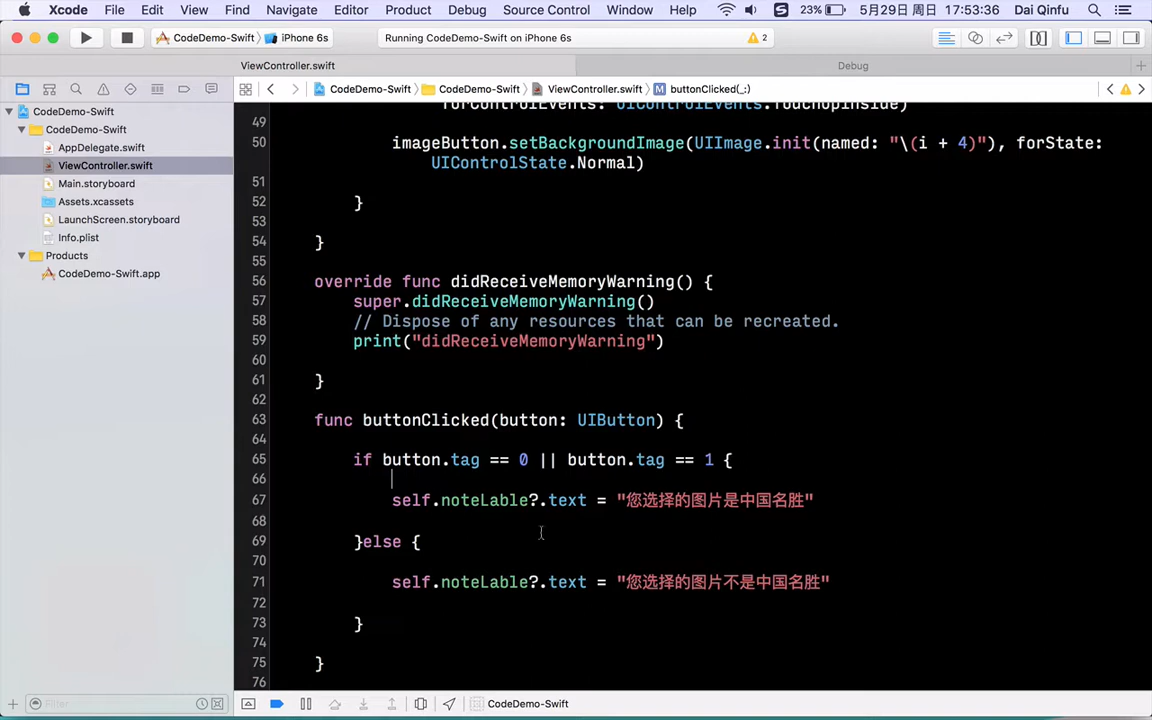 Xcode File Edit View Find Navigate Editor Product Debug Source Control Window Help 23% 5月29日 周日 17:53:36 Dai Qinfu
CodeDemo-Swift iPhone 6s Running CodeDemo-Swift on iPhone 6s 2
ViewController.swift Debug
CodeDemo-Swift CodeDemo-Swift ViewController.swift M buttonClicked(_:)
CodeDemo-Swift
CodeDemo-Swift
AppDelegate.swift
ViewController.swift
Main.storyboard
Assets.xcassets
LaunchScreen.storyboard
Info.plist
Products
CodeDemo-Swift.app
Filter
forControlEvents: UIControlEvents.TouchUpInside)
49
50 imageButton.setBackgroundImage(UIImage.init(named: "\(i + 4)"), forState:
UIControlState.Normal)
51
52 }
53
54 }
55
56 override func didReceiveMemoryWarning() {
57 super.didReceiveMemoryWarning()
58 // Dispose of any resources that can be recreated.
59 print("didReceiveMemoryWarning")
60
61 }
62
63 func buttonClicked(button: UIButton) {
64
65 if button.tag == 0 || button.tag == 1 {
66
67 self.noteLable?.text = "您选择的图片是中国名胜"
68
69 }else {
70
71 self.noteLable?.text = "您选择的图片不是中国名胜"
72
73 }
74
75 }
76
CodeDemo-Swift